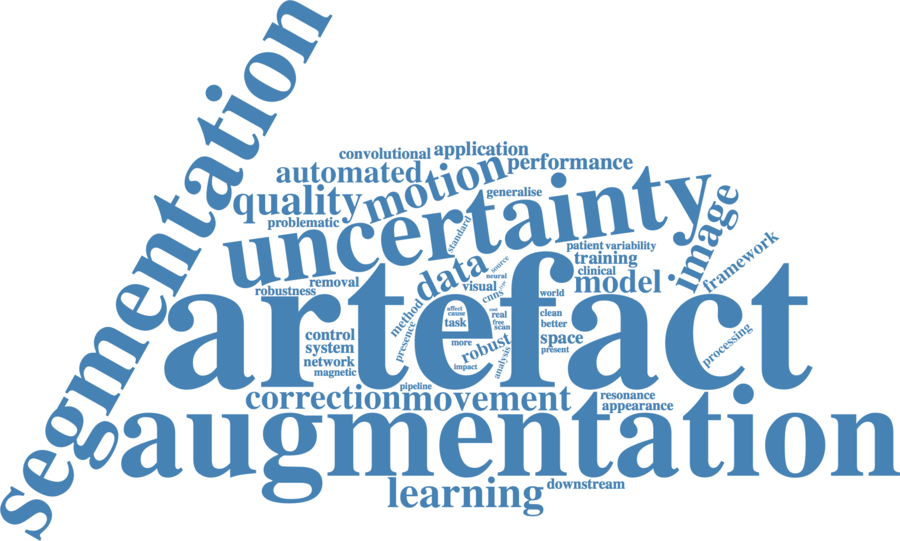 segmentation
convolutional
application
automated
motion
performance
quality
generalise
problematic
uncertainty
standard
image
patient
variability
framework
training
clinical
model
source
neural
data
visual
cnns
removal
robustness
world
artefact
method
presence
affect
cause
task
real
free
scan
clean
better
more
robust
impact
analysis
space
present
processing
control
system
network
magnetic
pipeline
correction
movement
resonance
appearance
augmentation
learning
downstream